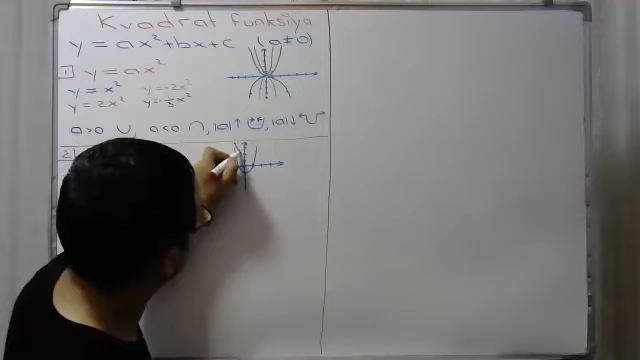 Kvadrat funksiya
y = ax² + bx + c (a≠0)
1 y = ax²
y = x² y = -2x²
y = 2x² y = -½x²
a>0 ∪, a<0 ∩, |a|↑ ∪, |a|↓ ∪
2